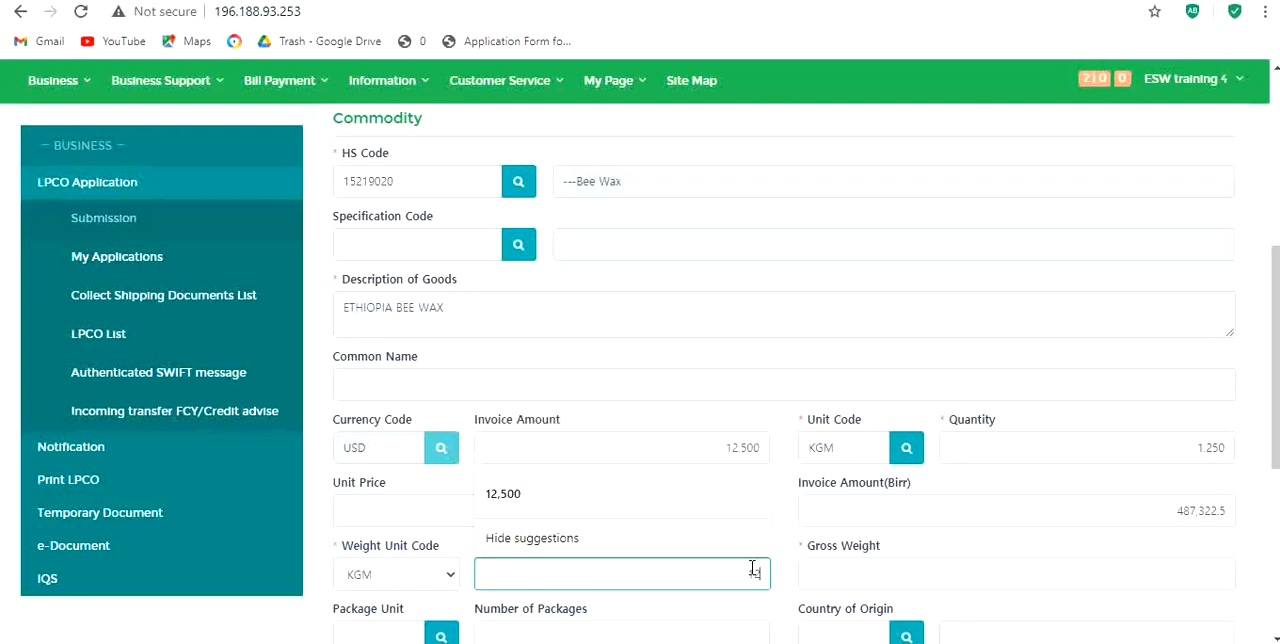 Not secure 196.188.93.253
Gmail YouTube Maps Trash - Google Drive 0 Application Form fo...
Business Business Support Bill Payment Information Customer Service My Page Site Map 2|0 0 ESW training 4
Commodity
— BUSINESS —
* HS Code
LPCO Application
15219020 ---Bee Wax
Submission
Specification Code
My Applications
* Description of Goods
Collect Shipping Documents List
ETHIOPIA BEE WAX
LPCO List
Common Name
Authenticated SWIFT message
Incoming transfer FCY/Credit advise
Currency Code Invoice Amount * Unit Code * Quantity
Notification
USD 12.500 KGM 1.250
Print LPCO
Unit Price Invoice Amount(Birr)
12,500
Temporary Document
487,322.5
Hide suggestions
e-Document
* Weight Unit Code * Gross Weight
IQS
KGM
Package Unit Number of Packages Country of Origin